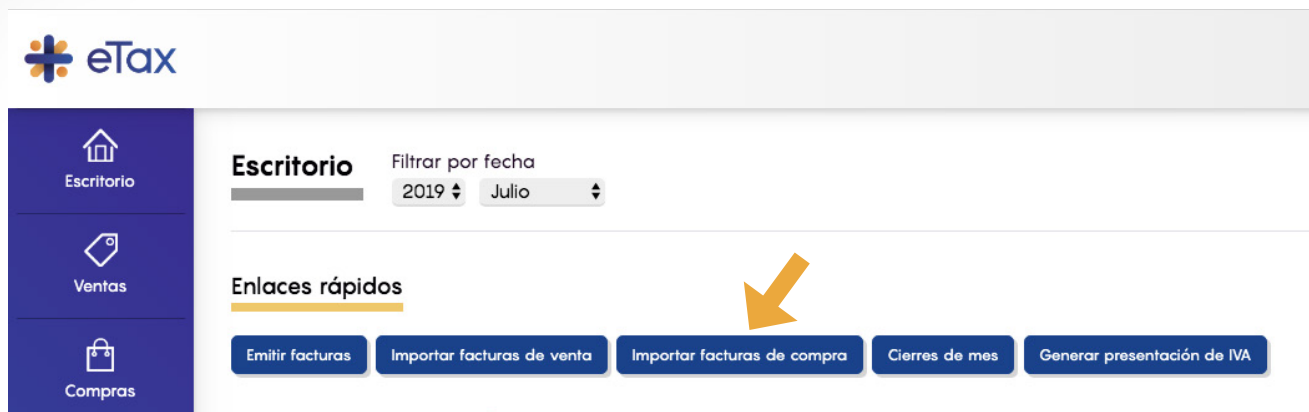 eTax
Escritorio
Ventas
Compras
Escritorio
Filtrar por fecha
2019
Julio
Enlaces rápidos
Emitir facturas
Importar facturas de venta
Importar facturas de compra
Cierres de mes
Generar presentación de IVA